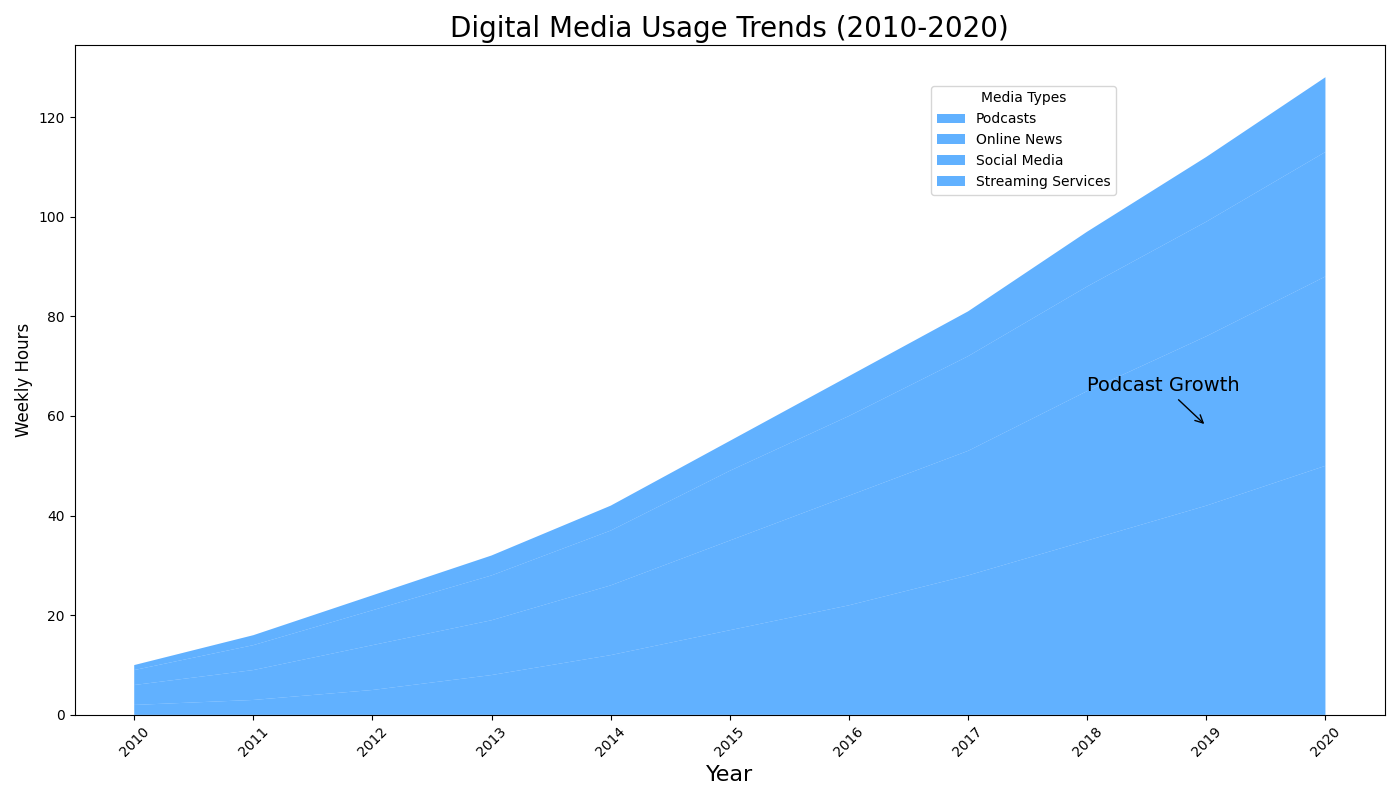 Digital Media Usage Trends (2010-2020)
Media Types
Podcasts
Online News
Social Media
Streaming Services
Podcast Growth
Weekly Hours
120
100
80
60
40
20
0
2010
2011
2012
2013
2014
2015
2016
2017
2018
2019
2020
Year